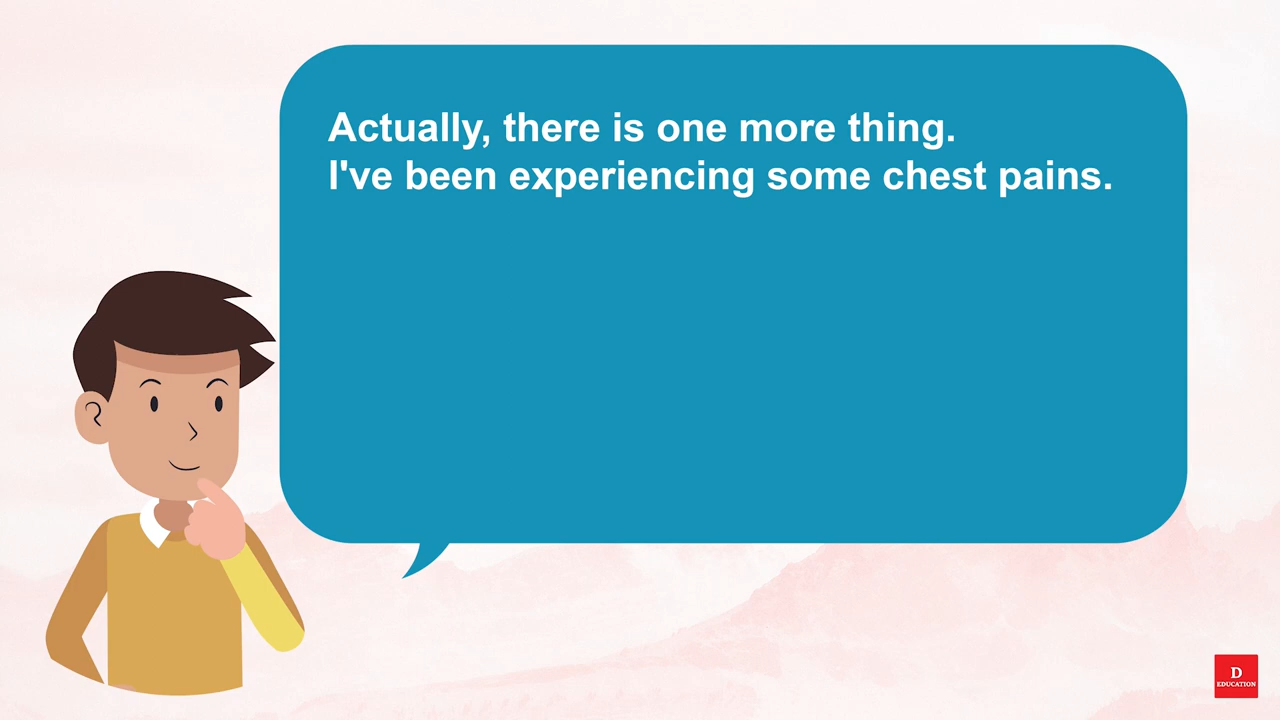 Actually, there is one more thing.
I've been experiencing some chest pains.
D
EDUCATION